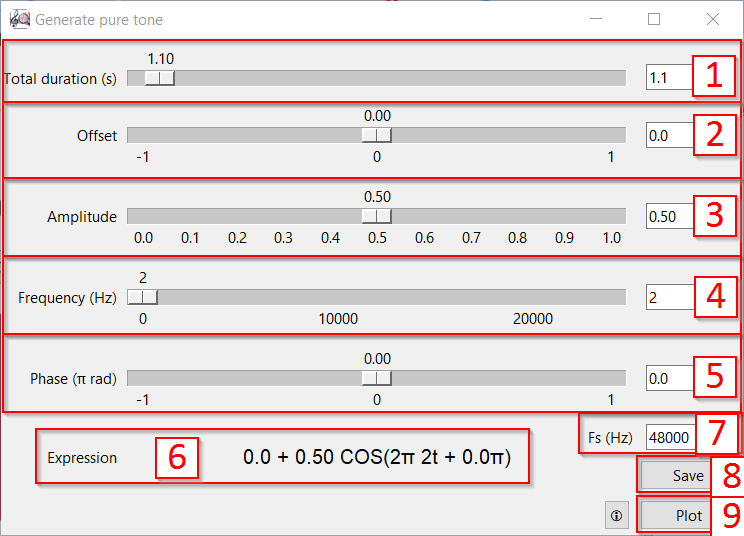 Generate pure tone
1.10
Total duration (s) 1.1 1
0.00
Offset 0.0 2
-1 0 1
0.50
Amplitude 0.50 3
0.0 0.1 0.2 0.3 0.4 0.5 0.6 0.7 0.8 0.9 1.0
2
Frequency (Hz) 2 4
0 10000 20000
0.00
Phase (π rad) 0.0 5
-1 0 1
Fs (Hz) 48000 7
Expression 6 0.0 + 0.50 COS(2π 2t + 0.0π)
Save 8
Plot 9